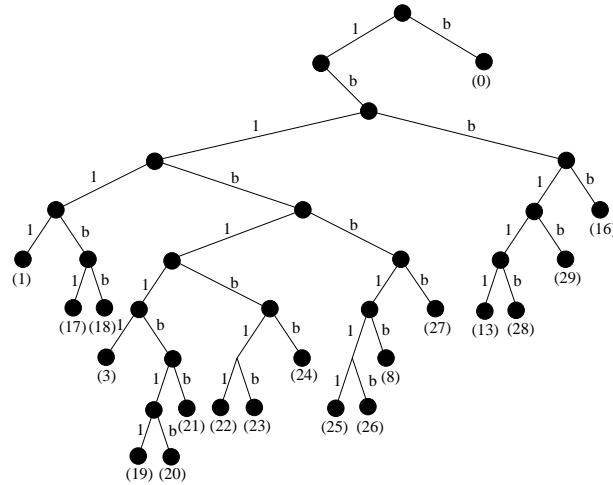 1 b
b (0)
1 b
1 b 1 b
1 b 1 b 1 (16)
(1) 1 b 1 b 1 b 1 b (29)
(17) (18) 1 b 1 b 1 b (27) (13) (28)
(3) 1 b 1 b (24) 1 b (8)
1 b (21) (22) (23) (25) (26)
(19) (20)